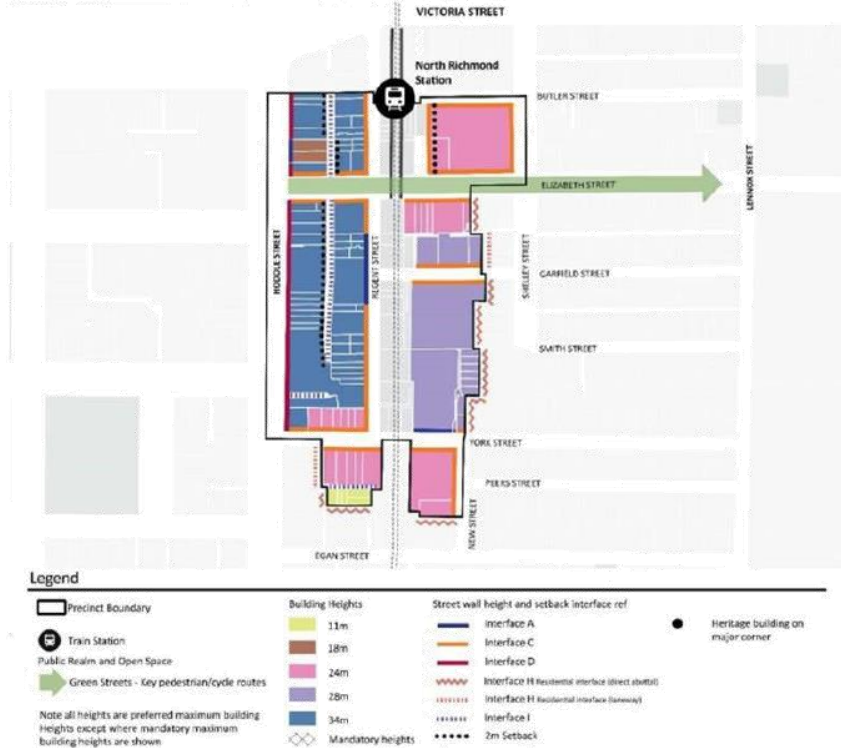 VICTORIA STREET
North Richmond
Station
BUTLER STREET
ELIZABETH STREET
LENNOX STREET
HODDLE STREET
REGENT STREET
SHELLEY STREET
GARFIELD STREET
SMITH STREET
YORK STREET
PEERS STREET
NEW STREET
EGAN STREET
Legend
Precinct Boundary
Train Station
Public Realm and Open Space
Green Streets - Key pedestrian/cycle routes
Note all heights are preferred maximum building
Heights except where mandatory maximum
building heights are shown
Building Heights
11m
18m
24m
28m
34m
Mandatory heights
Street wall height and setback interface ref
Interface A
Interface C
Interface D
Interface H Residential interface (direct abuttal)
Interface H Residential interface (laneway)
Interface I
2m Setback
Heritage building on
major corner